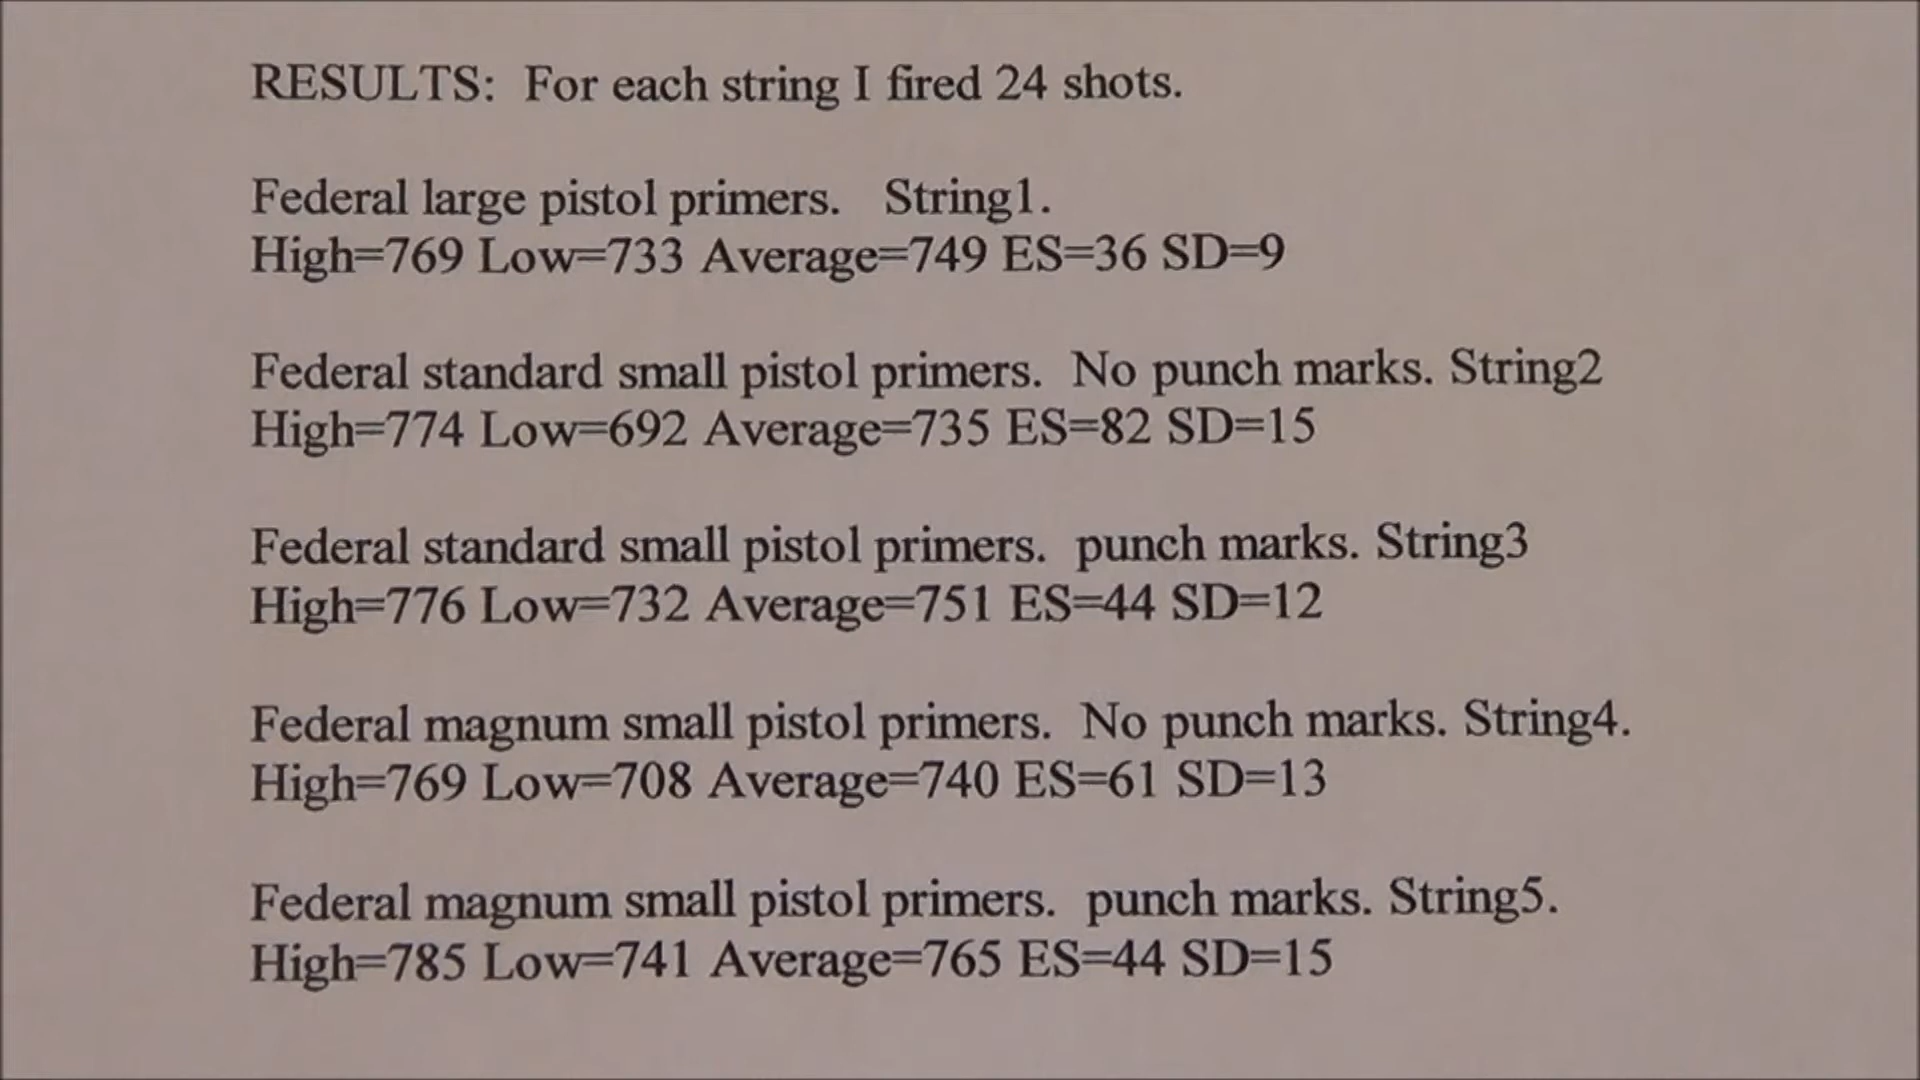 RESULTS: For each string I fired 24 shots.
Federal large pistol primers. String1.
High=769 Low=733 Average=749 ES=36 SD=9
Federal standard small pistol primers. No punch marks. String2
High=774 Low=692 Average=735 ES=82 SD=15
Federal standard small pistol primers. punch marks. String3
High=776 Low=732 Average=751 ES=44 SD=12
Federal magnum small pistol primers. No punch marks. String4.
High=769 Low=708 Average=740 ES=61 SD=13
Federal magnum small pistol primers. punch marks. String5.
High=785 Low=741 Average=765 ES=44 SD=15